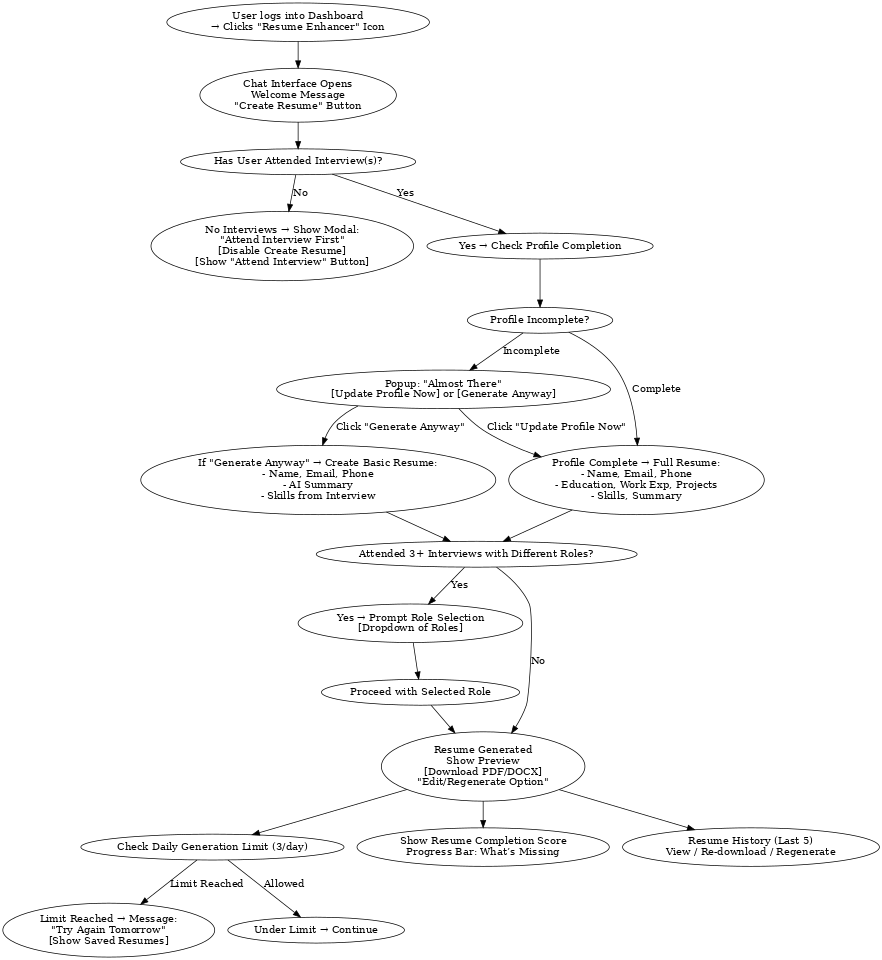 User logs into Dashboard
→ Clicks "Resume Enhancer" Icon
Chat Interface Opens
Welcome Message
"Create Resume" Button
Has User Attended Interview(s)?
No
Yes
No Interviews → Show Modal:
"Attend Interview First"
[Disable Create Resume]
[Show "Attend Interview" Button]
Yes → Check Profile Completion
Profile Incomplete?
Incomplete
Complete
Popup: "Almost There"
[Update Profile Now] or [Generate Anyway]
Click "Generate Anyway"
Click "Update Profile Now"
If "Generate Anyway" → Create Basic Resume:
- Name, Email, Phone
- AI Summary
- Skills from Interview
Profile Complete → Full Resume:
- Name, Email, Phone
- Education, Work Exp, Projects
- Skills, Summary
Attended 3+ Interviews with Different Roles?
Yes
No
Yes → Prompt Role Selection
[Dropdown of Roles]
Proceed with Selected Role
Resume Generated
Show Preview
[Download PDF/DOCX]
"Edit/Regenerate Option"
Check Daily Generation Limit (3/day)
Show Resume Completion Score
Progress Bar: What's Missing
Resume History (Last 5)
View / Re-download / Regenerate
Limit Reached
Allowed
Limit Reached → Message:
"Try Again Tomorrow"
[Show Saved Resumes]
Under Limit → Continue